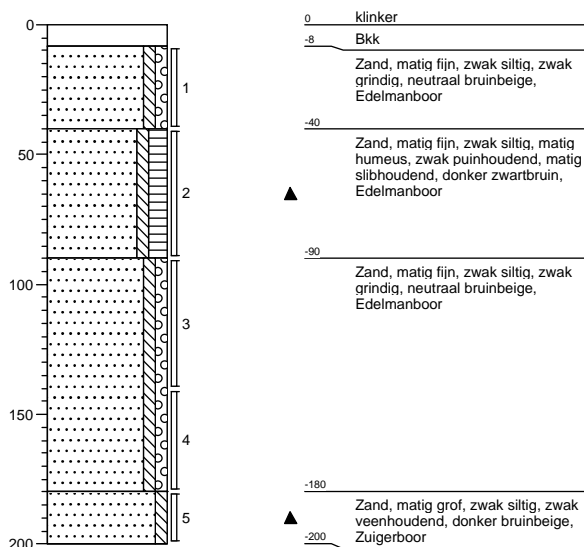 0
klinker
-8
Bkk
Zand, matig fijn, zwak siltig, zwak
grindig, neutraal bruinbeige,
Edelmanboor
1
-40
50
Zand, matig fijn, zwak siltig, matig
humeus, zwak puinhoudend, matig
slibhoudend, donker zwartbruin,
Edelmanboor
2
-90
100
Zand, matig fijn, zwak siltig, zwak
grindig, neutraal bruinbeige,
Edelmanboor
3
150
4
-180
Zand, matig grof, zwak siltig, zwak
veenhoudend, donker bruinbeige,
Zuigerboor
5
200
-200